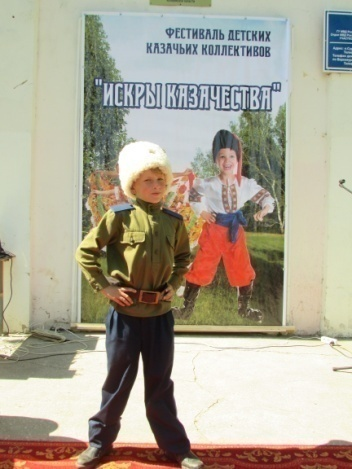 ФЕСТИВАЛЬ ДЕТСКИХ
КАЗАЧЬИХ КОЛЛЕКТИВОВ
"ИСКРЫ КАЗАЧЕСТВА"